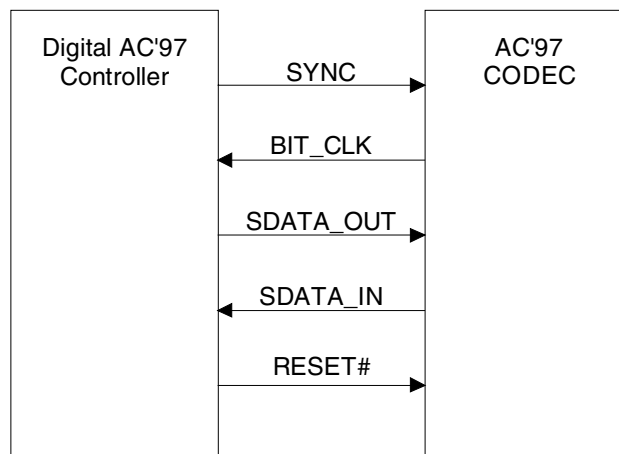 Digital AC'97
Controller
AC'97
CODEC
SYNC
BIT_CLK
SDATA_OUT
SDATA_IN
RESET#